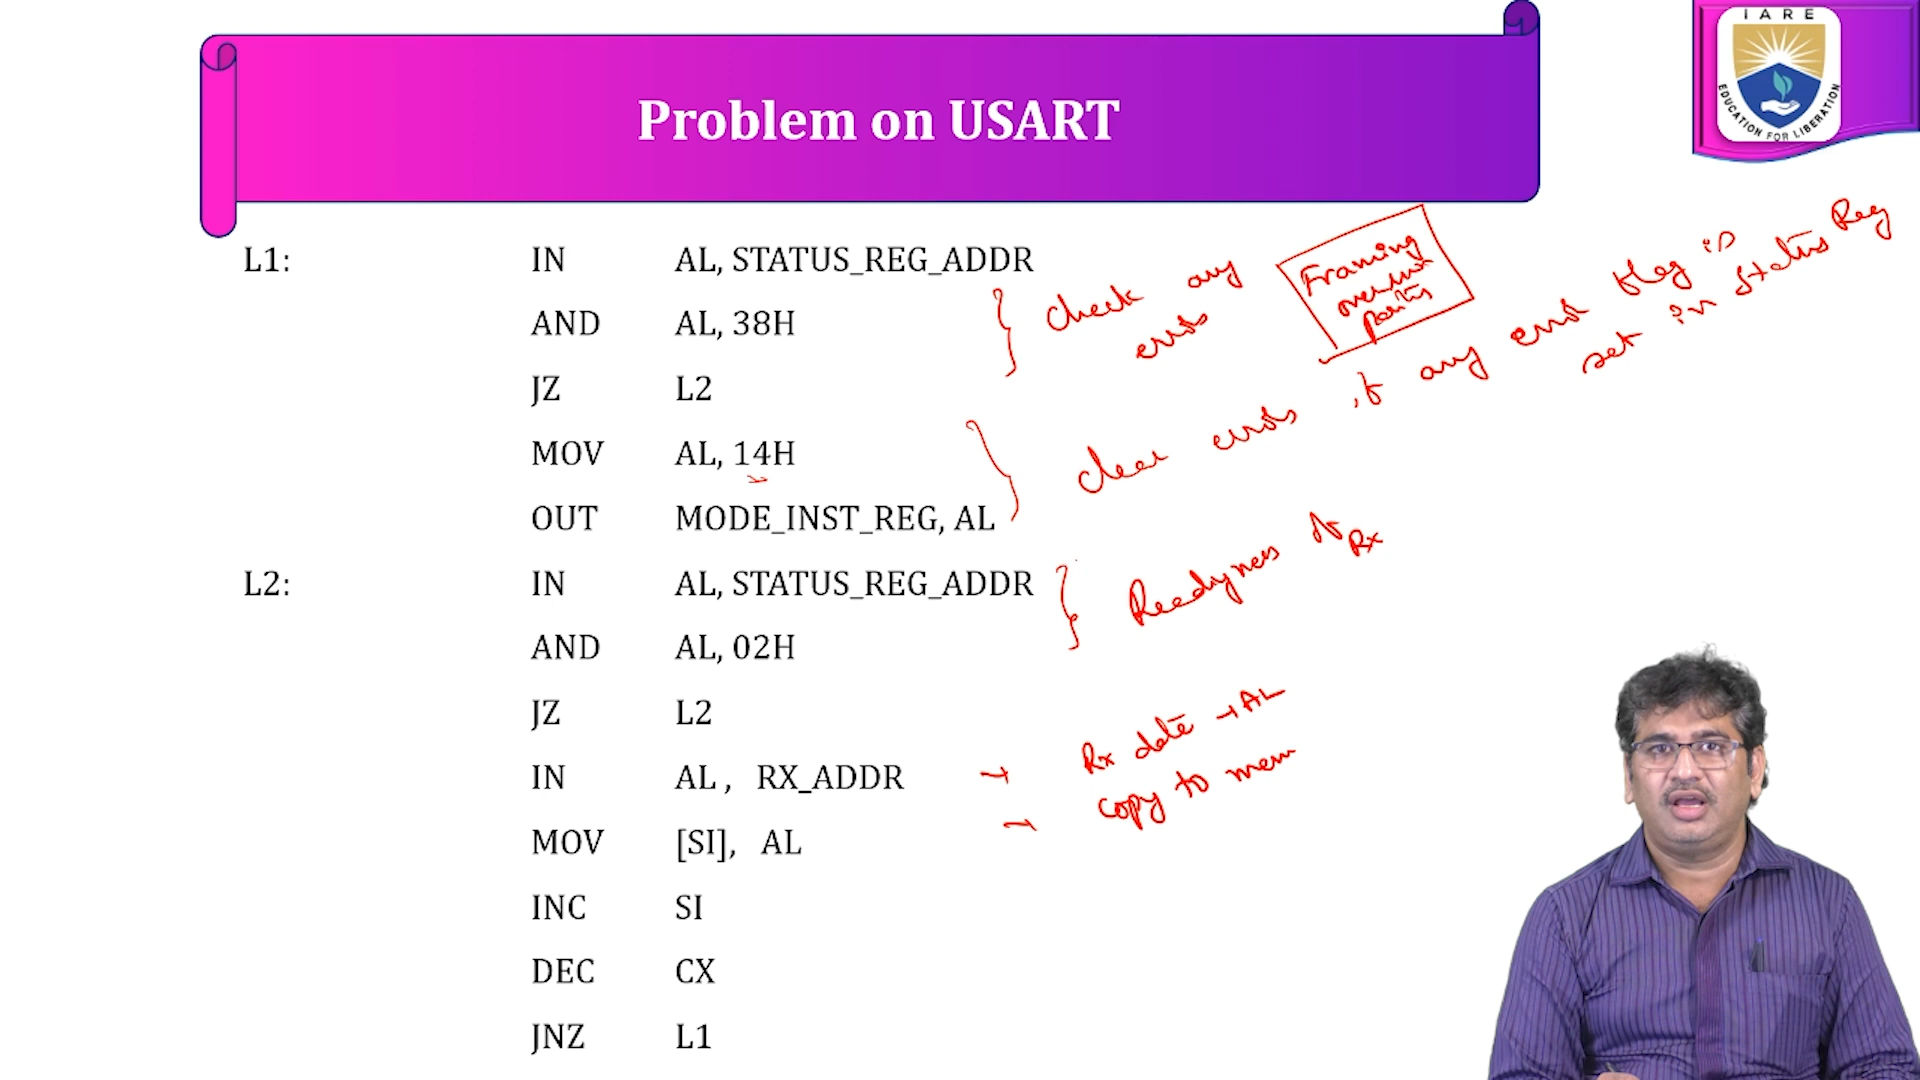 IARE
EDUCATION FOR LIBERATION
Problem on USART
L1: IN AL, STATUS_REG_ADDR
AND AL, 38H
JZ L2
MOV AL, 14H
OUT MODE_INST_REG, AL
L2: IN AL, STATUS_REG_ADDR
AND AL, 02H
JZ L2
IN AL , RX_ADDR
MOV [SI], AL
INC SI
DEC CX
JNZ L1
check any
errors
Framing
overrun
parity
clear errors if any error flag is
set in status Reg
Readyness
Rx
Rx data → AL
copy to mem